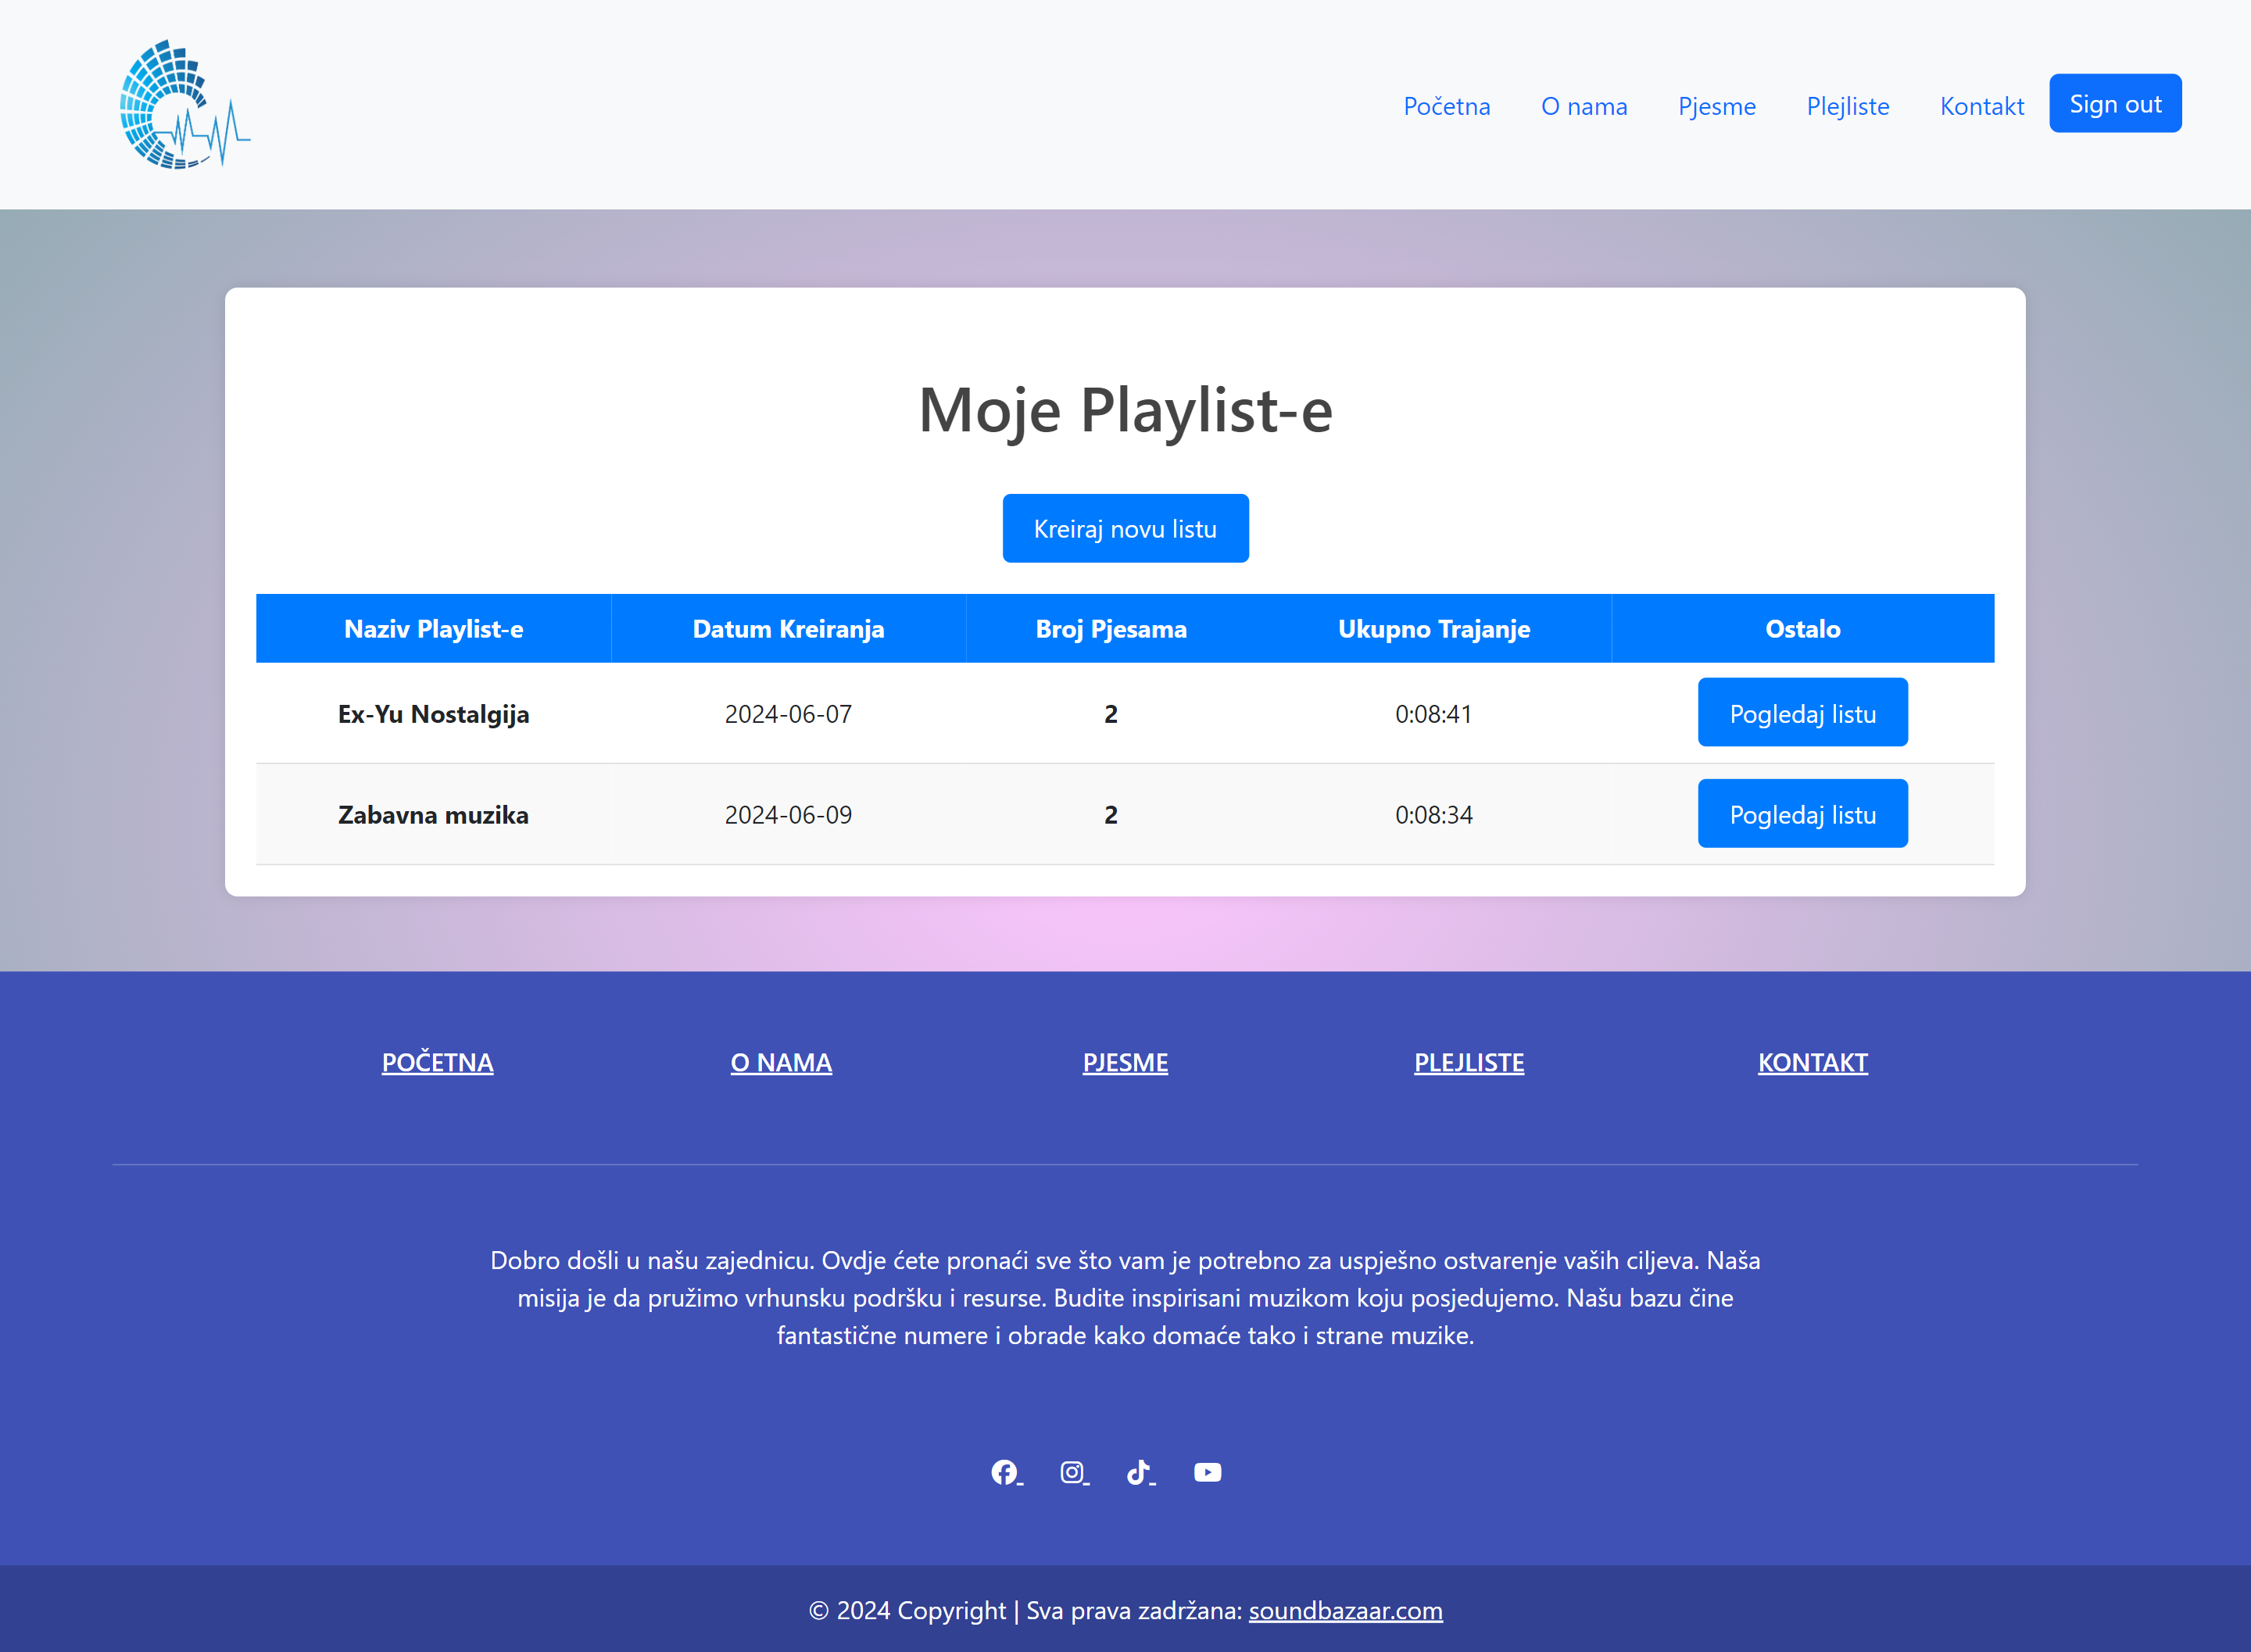 Početna O nama Pjesme Plejliste Kontakt Sign out
Moje Playlist-e
Kreiraj novu listu
Naziv Playlist-e Datum Kreiranja Broj Pjesama Ukupno Trajanje Ostalo
Ex-Yu Nostalgija 2024-06-07 2 0:08:41 Pogledaj listu
Zabavna muzika 2024-06-09 2 0:08:34 Pogledaj listu
POČETNA O NAMA PJESME PLEJLISTE KONTAKT
Dobro došli u našu zajednicu. Ovdje ćete pronaći sve što vam je potrebno za uspješno ostvarenje vaših ciljeva. Naša
misija je da pružimo vrhunsku podršku i resurse. Budite inspirisani muzikom koju posjedujemo. Našu bazu čine
fantastične numere i obrade kako domaće tako i strane muzike.
© 2024 Copyright | Sva prava zadržana: soundbazaar.com